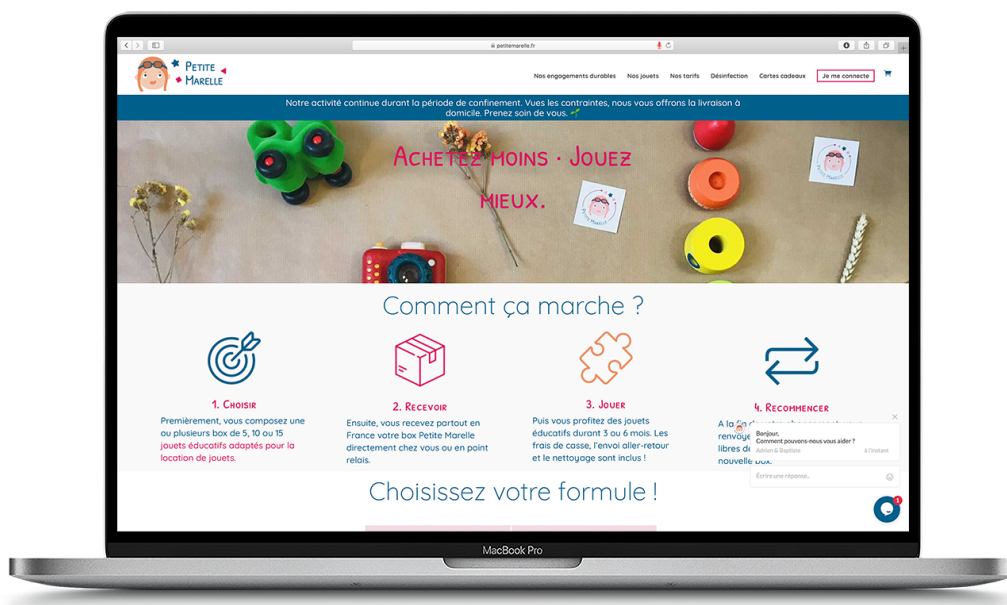 petitemarelle.fr
Petite
Marelle
Nos engagements durables
Nos jouets
Nos tarifs
Désinfection
Cartes cadeaux
Je me connecte
Notre activité continue durant la période de confinement. Vues les contraintes, nous vous offrons la livraison à
domicile. Prenez soin de vous. 🌱
Achetez moins · Jouez
mieux.
Comment ça marche ?
1. Choisir
Premièrement, vous composez une
ou plusieurs box de 5, 10 ou 15
jouets éducatifs adaptés pour la
location de jouets.
2. Recevoir
Ensuite, vous recevez partout en
France votre box Petite Marelle
directement chez vous ou en point
relais.
3. Jouer
Puis vous profitez des jouets
éducatifs durant 3 ou 6 mois. Les
frais de casse, l'envoi aller-retour
et le nettoyage sont inclus !
4. Recommencer
A la
renvoye
libres de
nouvelle box.
Bonjour,
Comment pouvons-nous vous aider ?
Adrien & Baptiste
à l'instant
Écrire une réponse..
1
Choisissez votre formule !
MacBook Pro